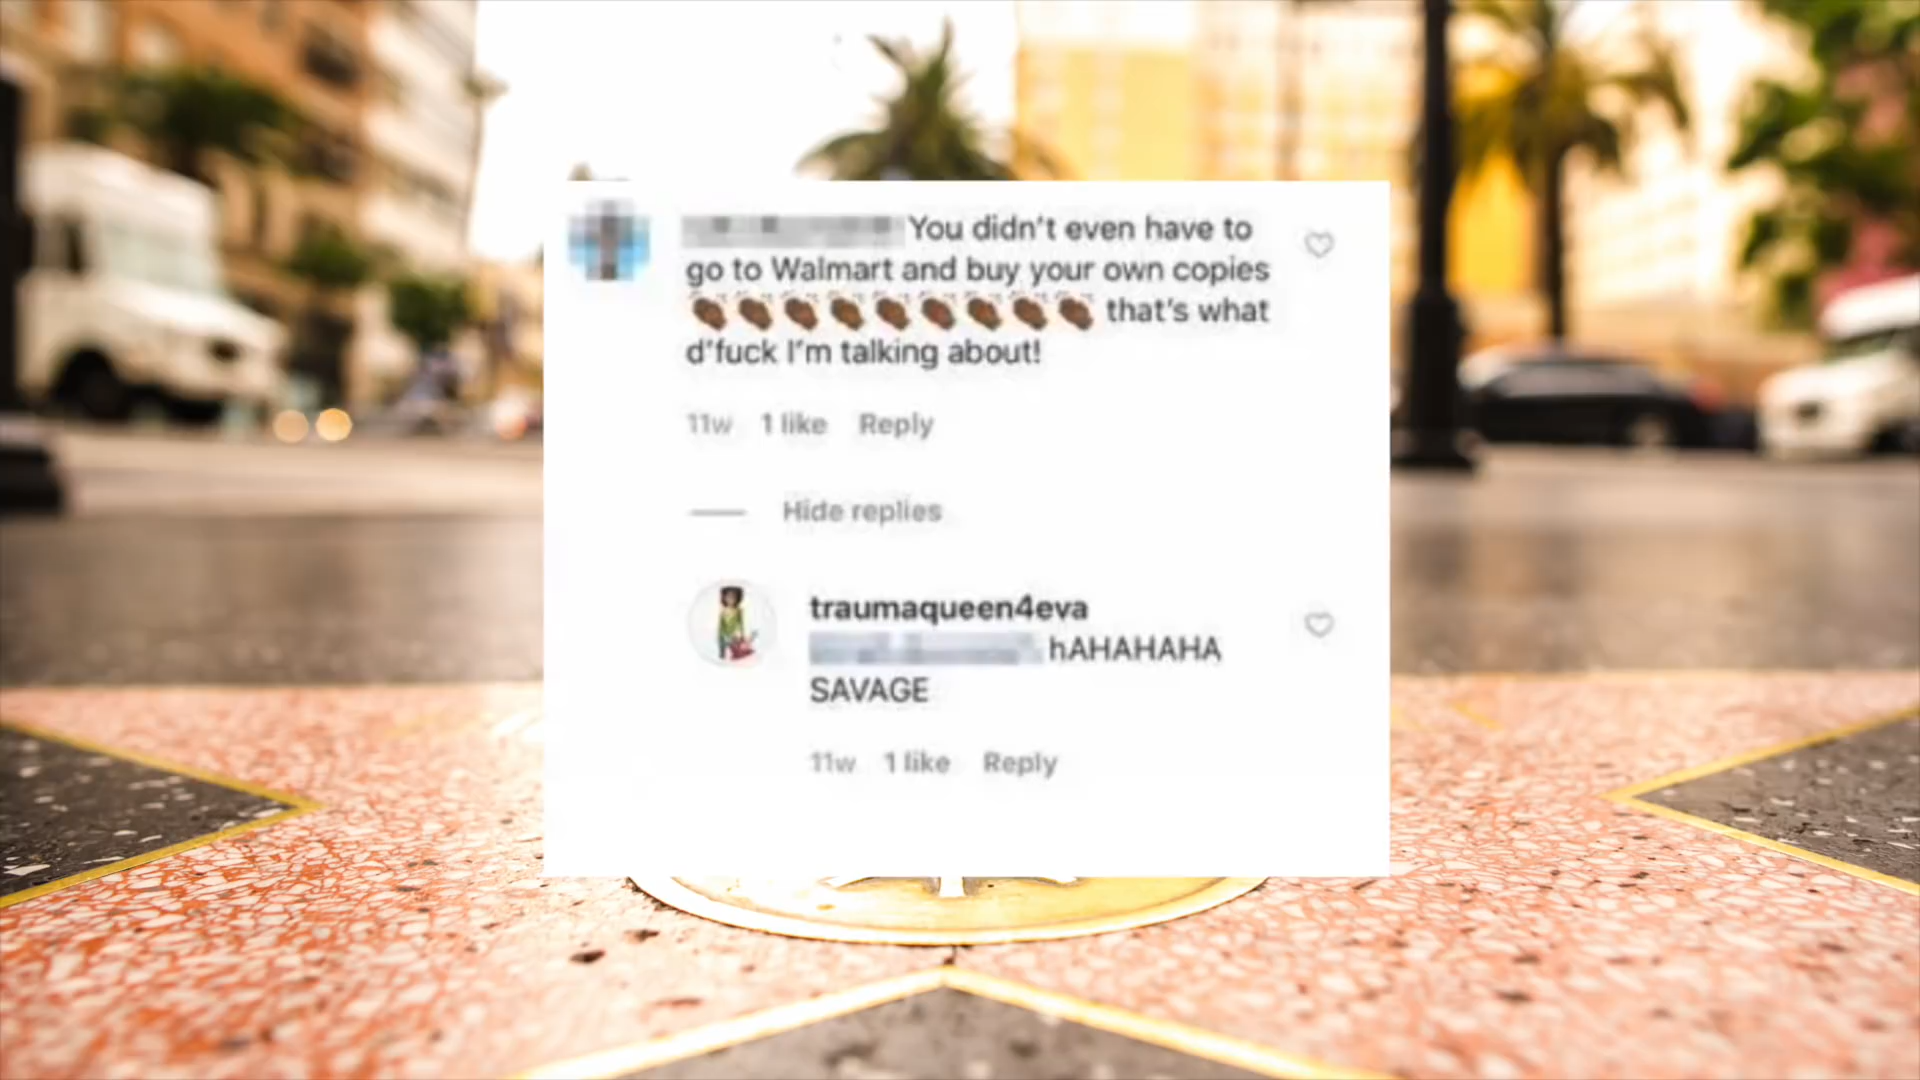 You didn't even have to
go to Walmart and buy your own copies
👏🏾👏🏾👏🏾👏🏾👏🏾👏🏾👏🏾👏🏾👏🏾 that's what
d'fuck I'm talking about!
11w 1 like Reply
Hide replies
traumaqueen4eva
hAHAHAHA
SAVAGE
11w 1 like Reply